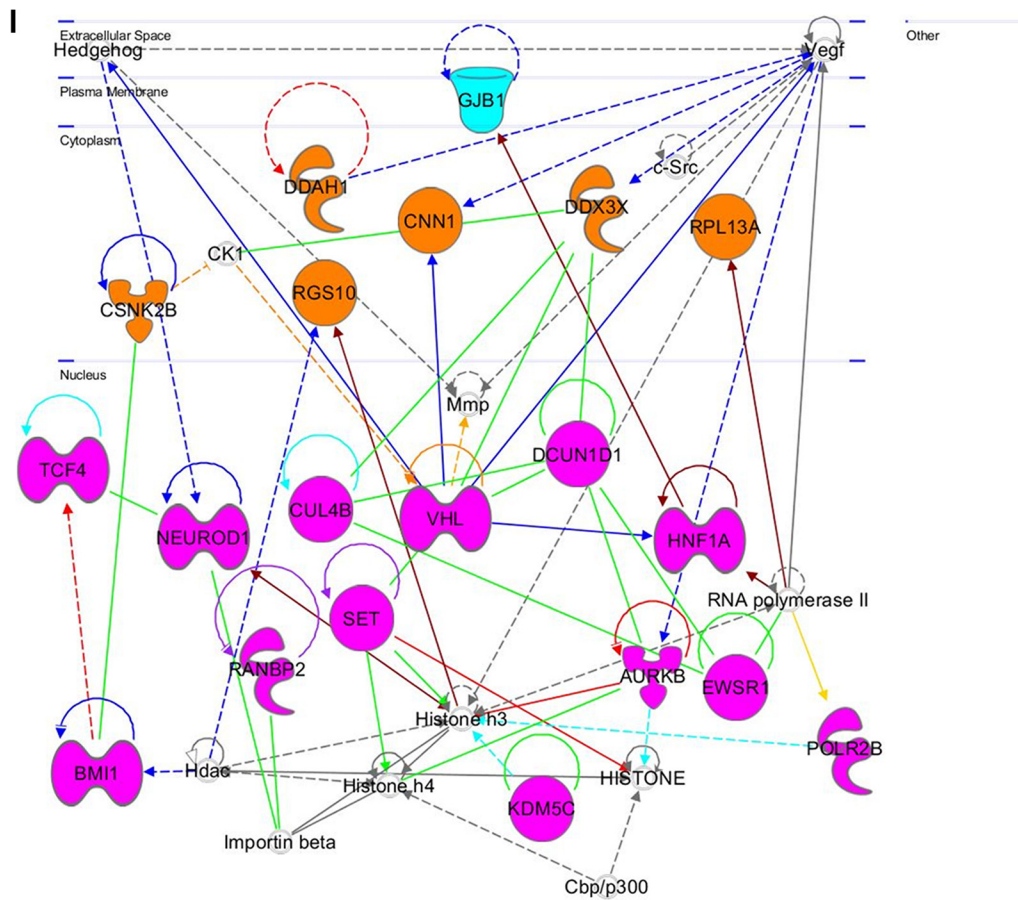 I
Extracellular Space
Other
Hedgehog
Vegf
Plasma Membrane
GJB1
Cytoplasm
c-Src
DDAH1
DDX3X
CNN1
RPL13A
CK1
RGS10
CSNK2B
Nucleus
Mmp
TCF4
DCUN1D1
CUL4B
VHL
NEUROD1
HNF1A
RNA polymerase II
SET
RANBP2
AURKB
EWSR1
Histone h3
POLR2B
BMI1
Hdac
Histone h4
HISTONE
KDM5C
Importin beta
Cbp/p300